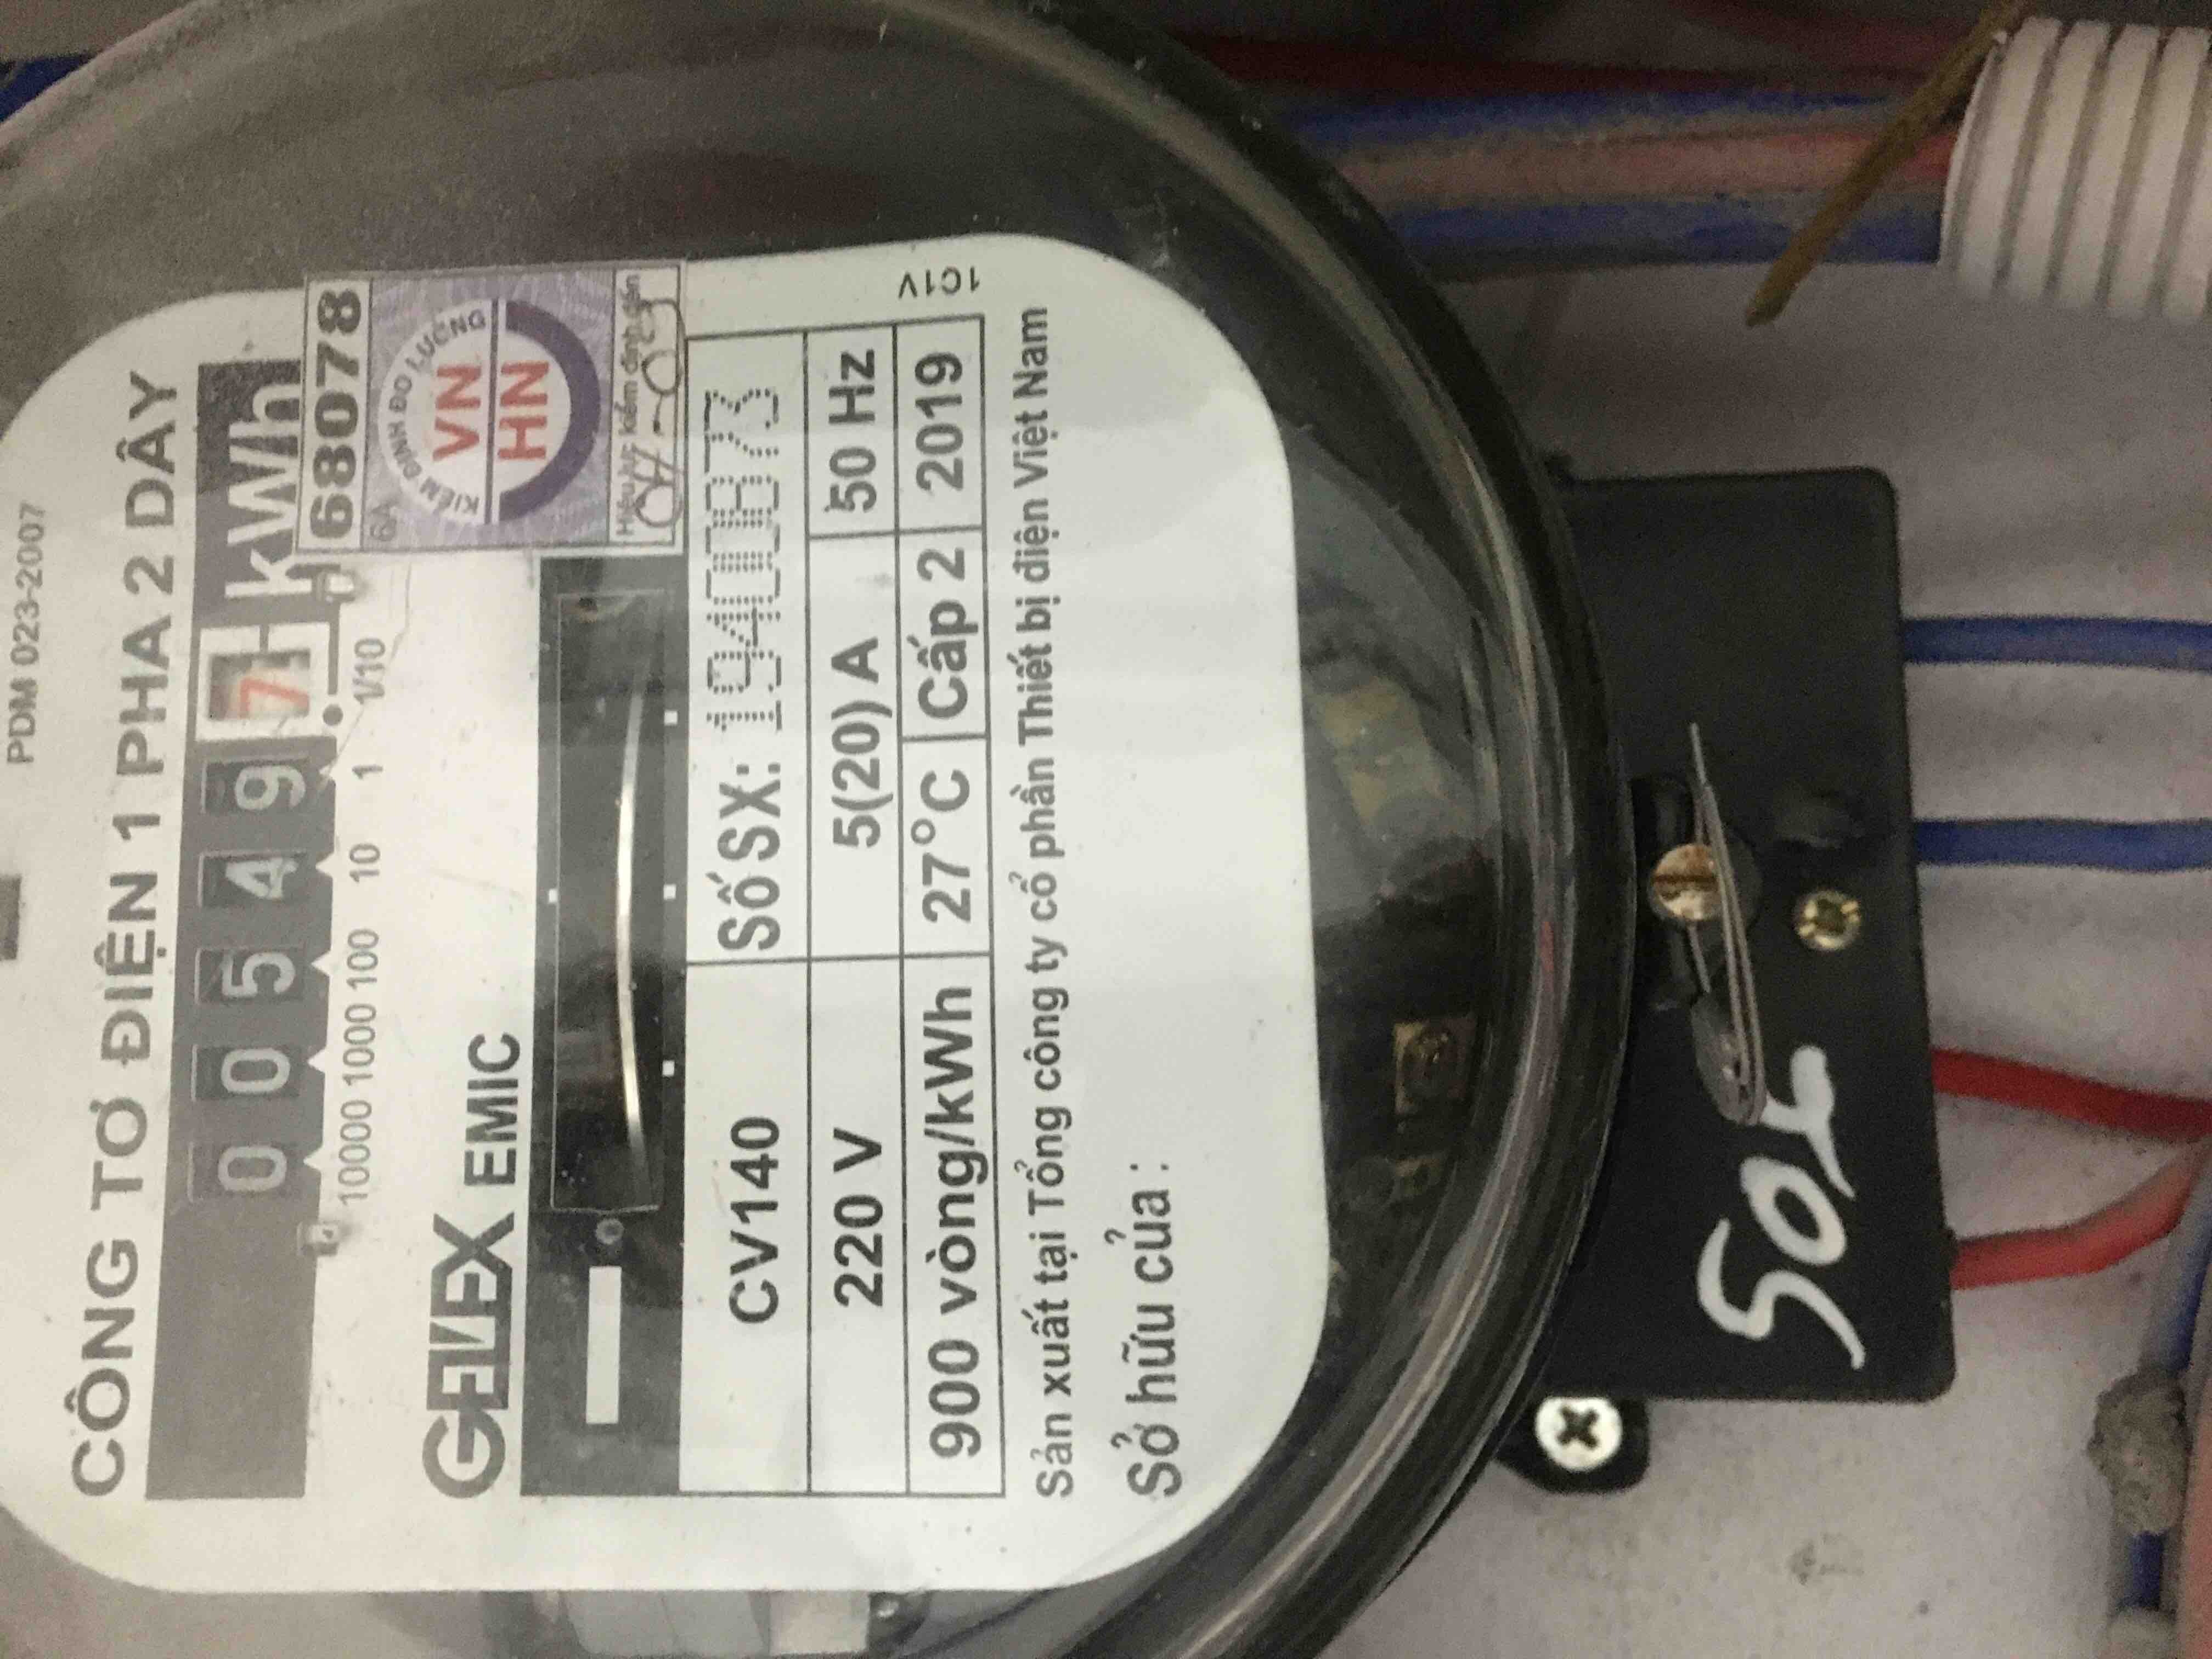 PDM 023-2007
CÔNG TƠ ĐIỆN 1 PHA 2 DÂY
0 0 5 4 9 7 kWh
10000 1000 100 10 1 1/10
68078
6A
KIỂM ĐỊNH ĐO LƯỜNG
VN
HN
Hiệu lực kiểm định đến
GELEX EMIC
CV140 Số SX: 19400873
220 V 5(20) A 50 Hz
900 vòng/kWh 27°C Cấp 2 2019
1C1V
Sản xuất tại Tổng công ty cổ phần Thiết bị điện Việt Nam
Sở hữu của :